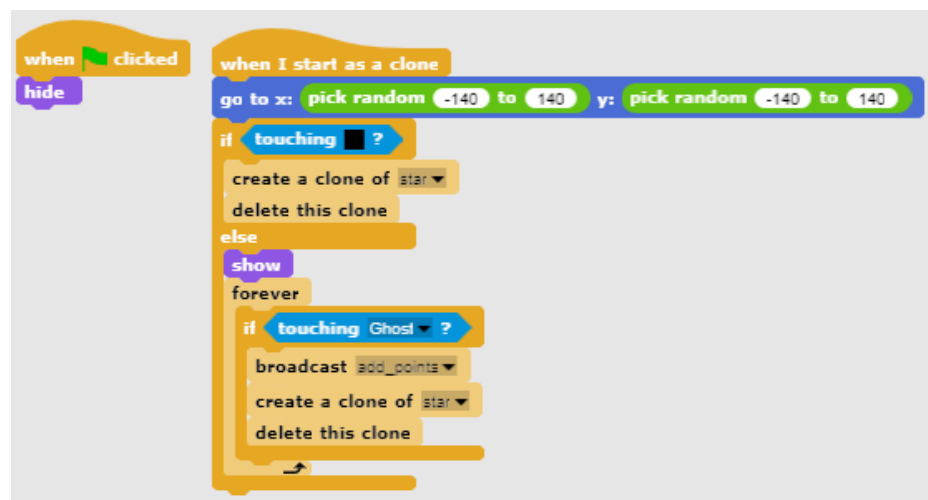 when clicked
hide
when I start as a clone
go to x: pick random -140 to 140 y: pick random -140 to 140
if touching ?
create a clone of star
delete this clone
else
show
forever
if touching Ghost ?
broadcast add_points
create a clone of star
delete this clone